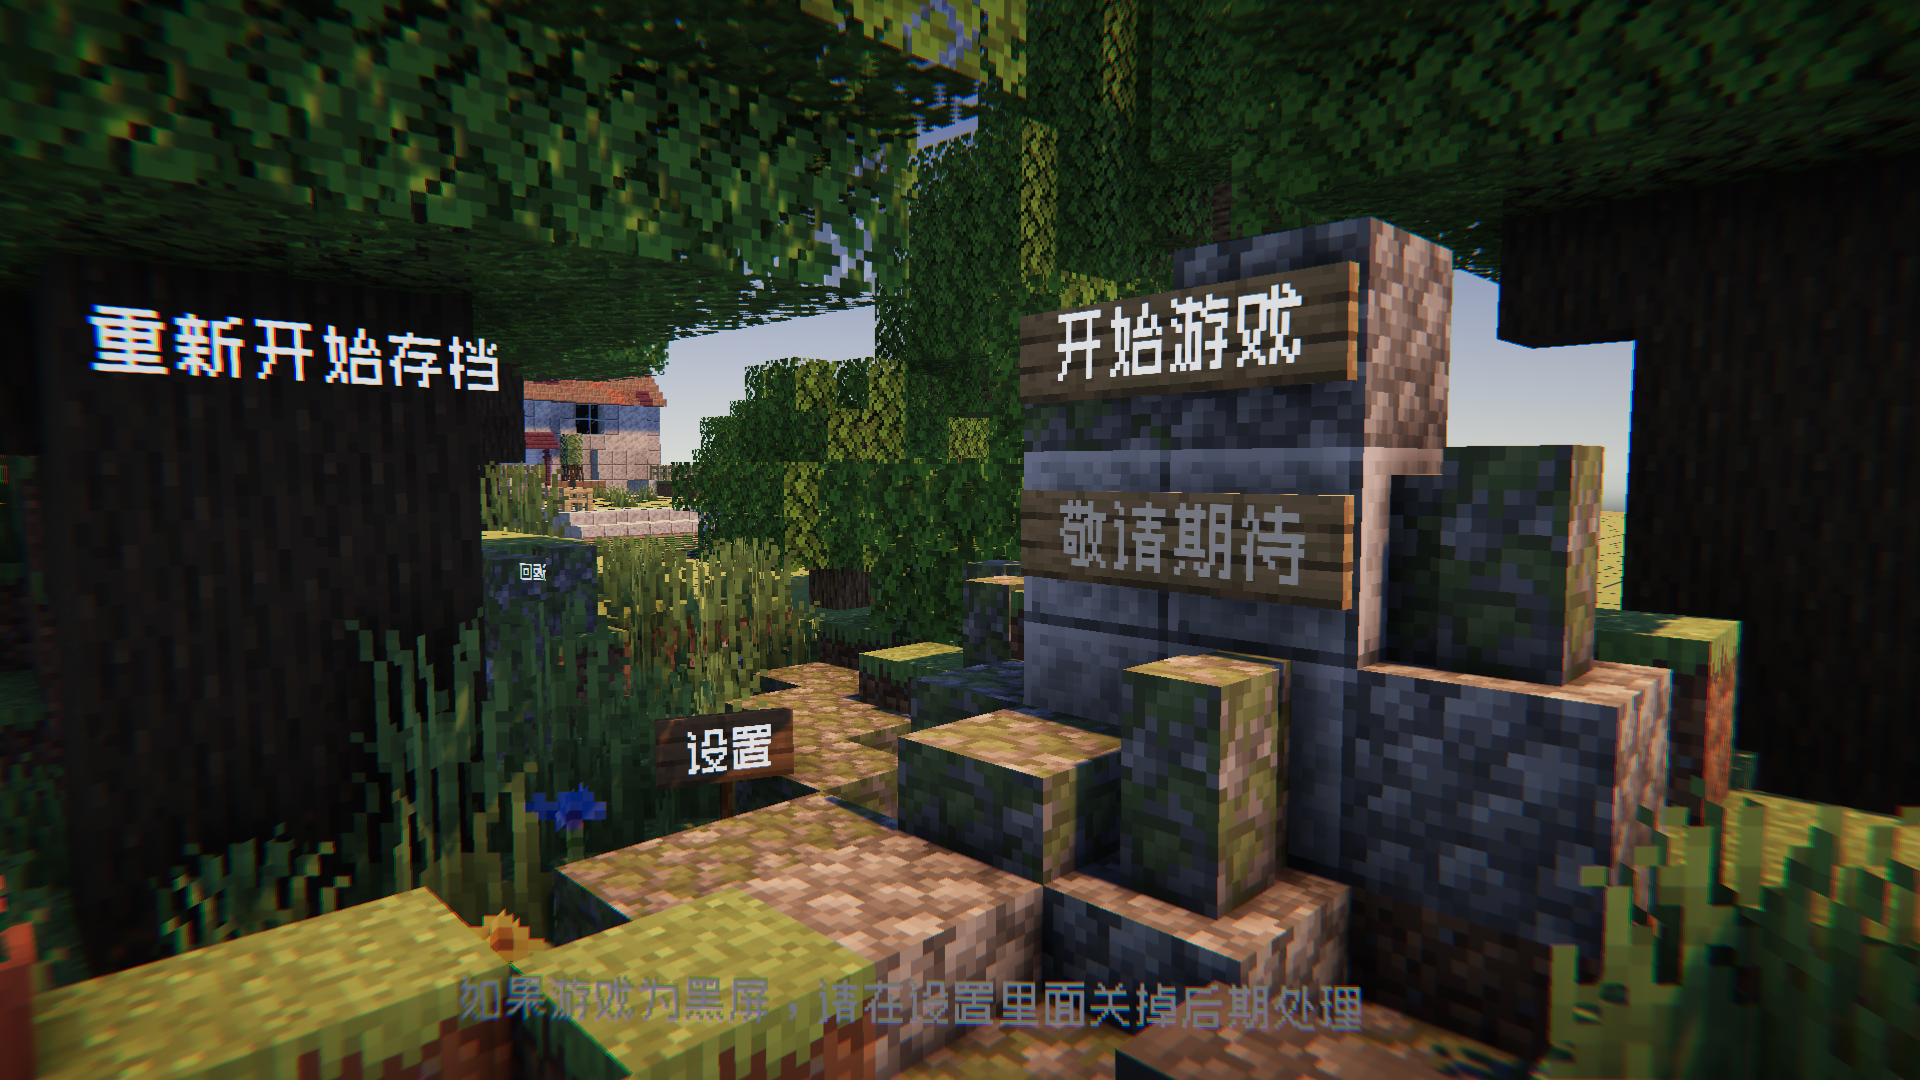 重新开始存挡
开始游戏
敬请期待
设置
如果游戏为黑屏，请在设置里面关掉后期处理